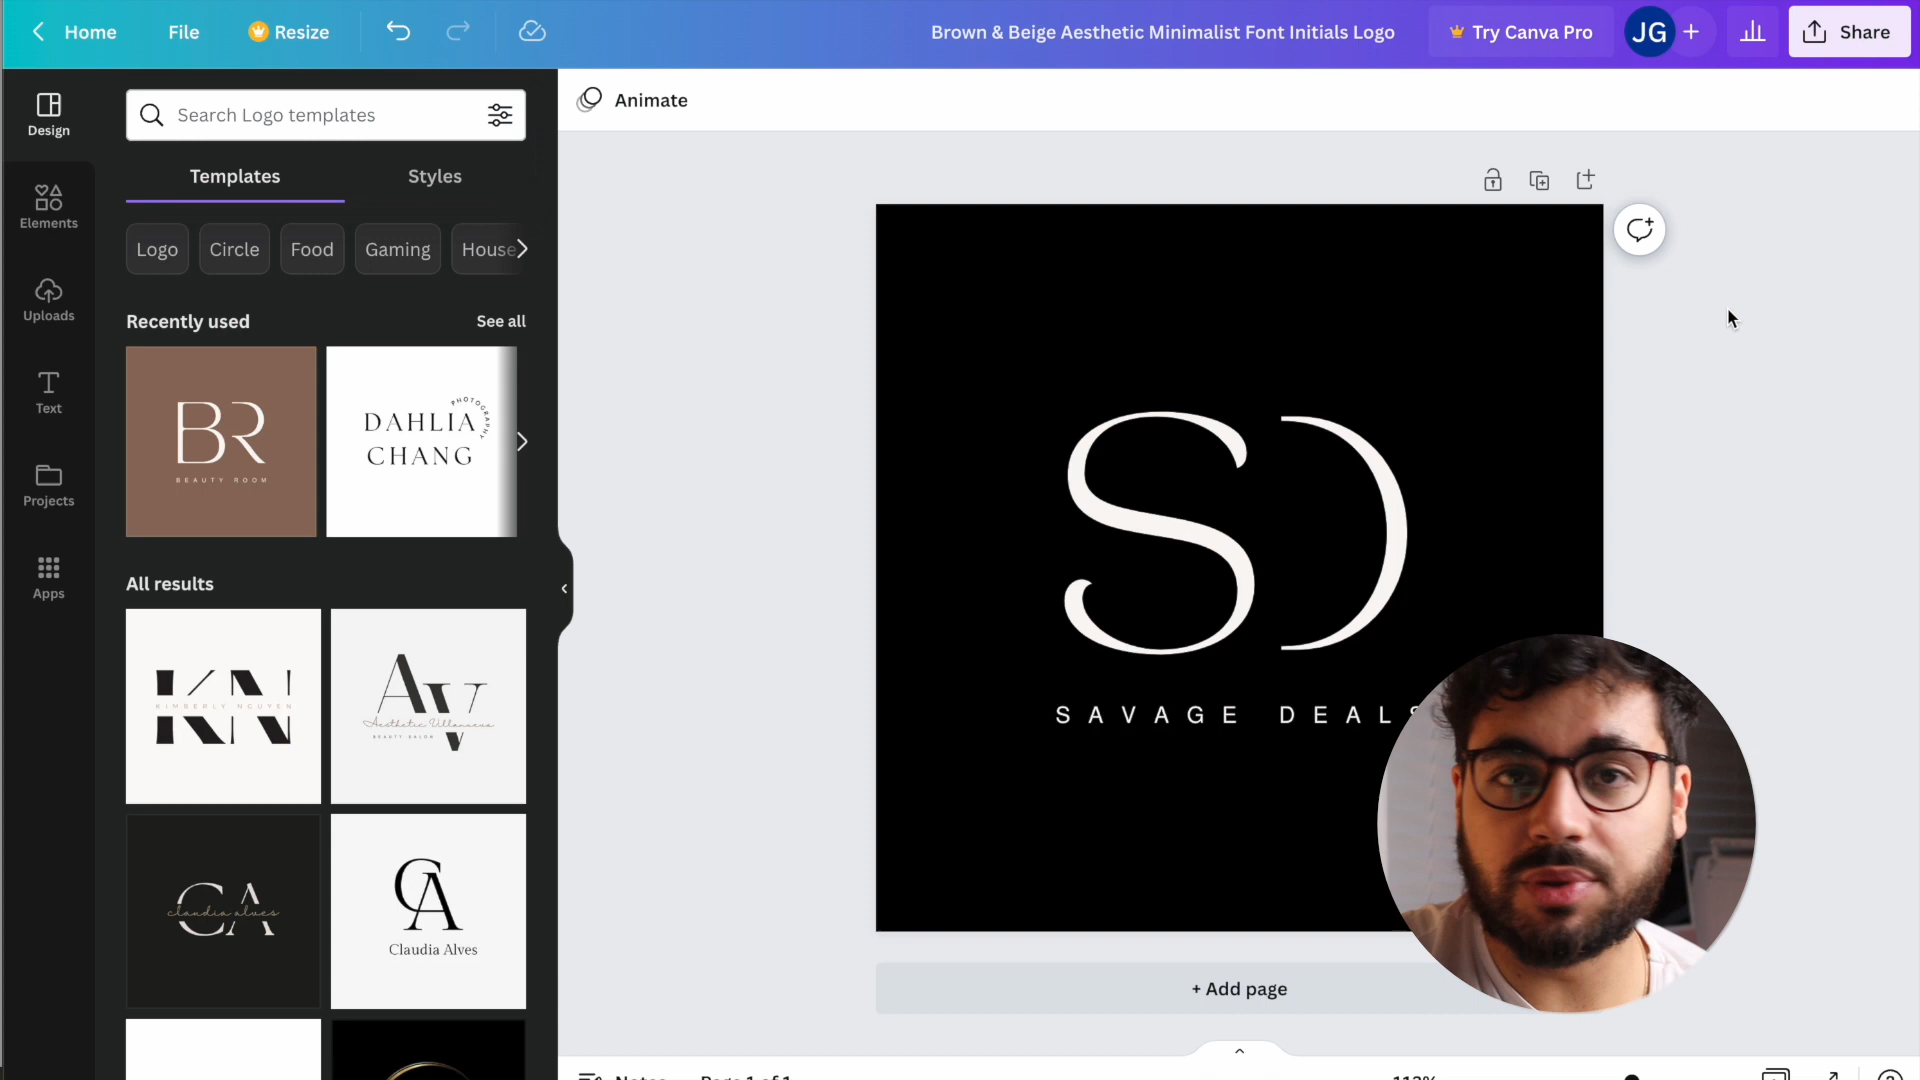 Home File Resize Brown & Beige Aesthetic Minimalist Font Initials Logo Try Canva Pro JG + Share
Design
Elements
Uploads
Text
Projects
Apps
Search Logo templates
Templates Styles
Logo Circle Food Gaming House
Recently used See all
BR
BEAUTY ROOM
DAHLIA
PHOTOGRAPHY
CHANG
All results
KN
KIMBERLY NGUYEN
AV
Aesthetic Villanueva
BEAUTY SALON
CA
claudia alves
CA
Claudia Alves
Animate
SD
SAVAGE DEALS
+ Add page
Notes Page 1 of 1 113%